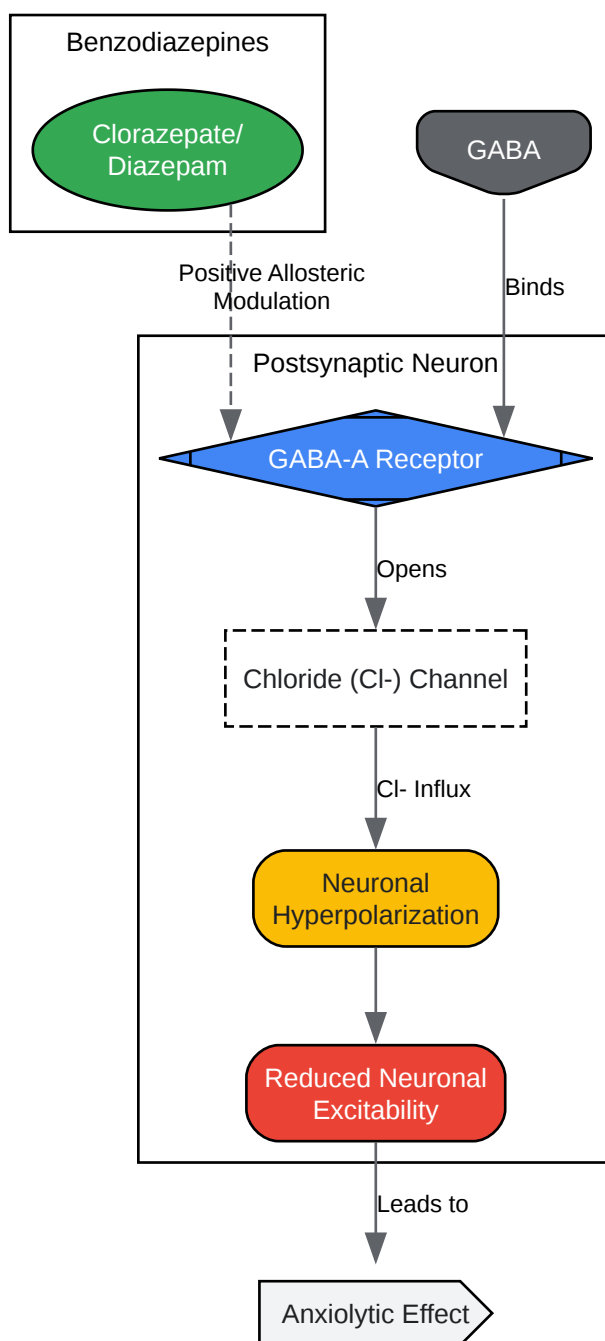 Benzodiazepines
Clorazepate/
Diazepam
GABA
Positive Allosteric
Modulation
Binds
Postsynaptic Neuron
GABA-A Receptor
Opens
Chloride (Cl-) Channel
Cl- Influx
Neuronal
Hyperpolarization
Reduced Neuronal
Excitability
Leads to
Anxiolytic Effect